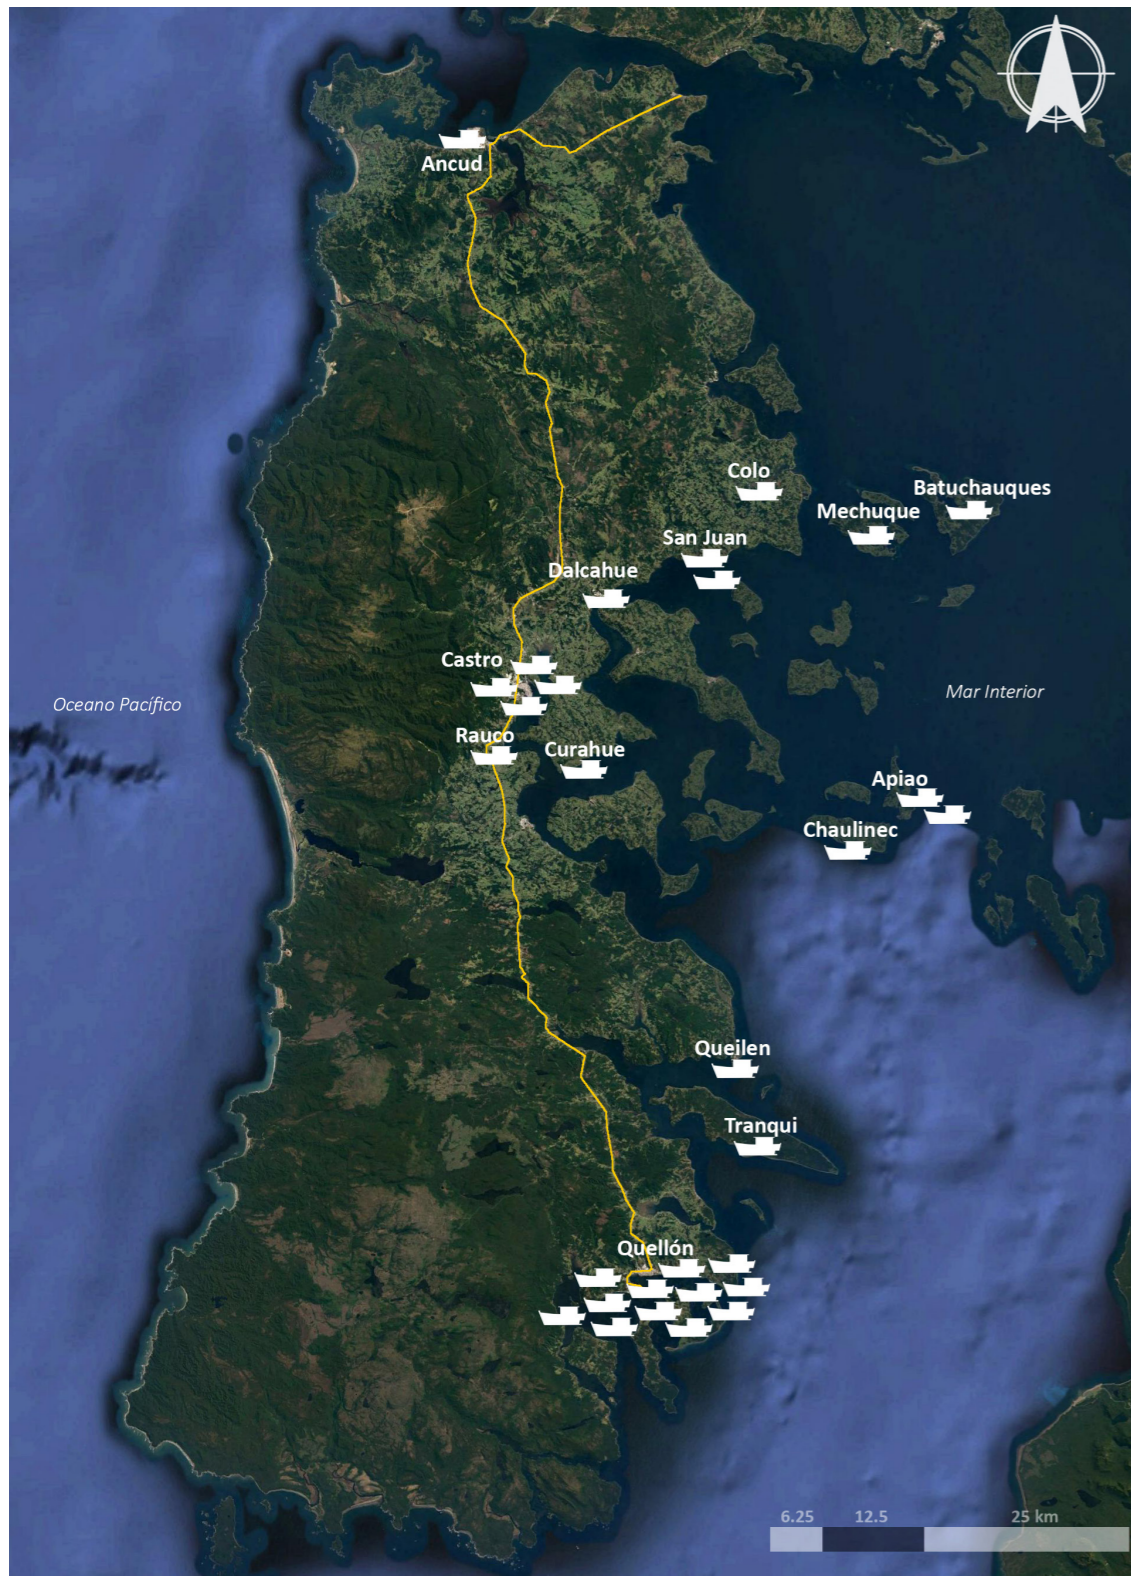 Ancud
Colo
Batuchauques
Mechuque
San Juan
Dalcahue
Castro
Oceano Pacífico
Mar Interior
Rauco
Curahue
Apiao
Chaulinec
Queilen
Tranqui
Quellón
6.25 12.5 25 km